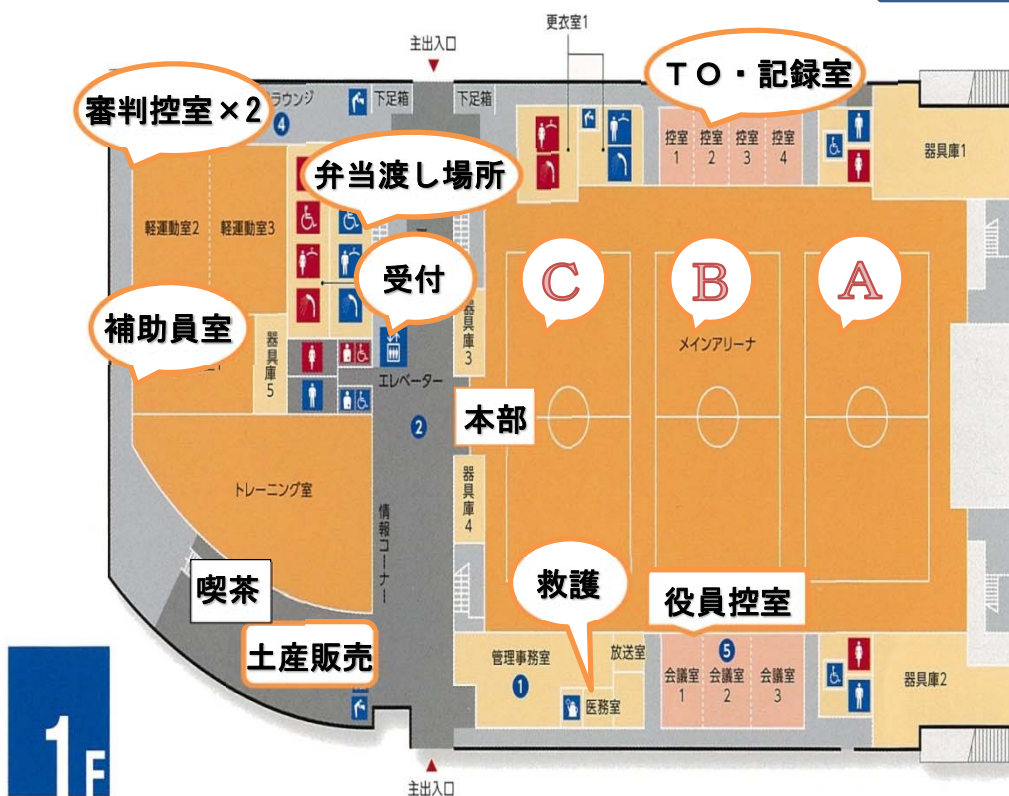 更衣室1
主出入口
TO・記録室
審判控室×2
ラウンジ
4
下足箱
下足箱
控室
1
控室
2
控室
3
控室
4
器具庫1
弁当渡し場所
軽運動室2
軽運動室3
受付
C
B
A
補助員室
器具庫5
器具庫3
メインアリーナ
エレベーター
2
本部
トレーニング室
器具庫4
情報コーナー
喫茶
救護
役員控室
土産販売
管理事務室
1
放送室
医務室
5
会議室
1
会議室
2
会議室
3
器具庫2
1F
主出入口